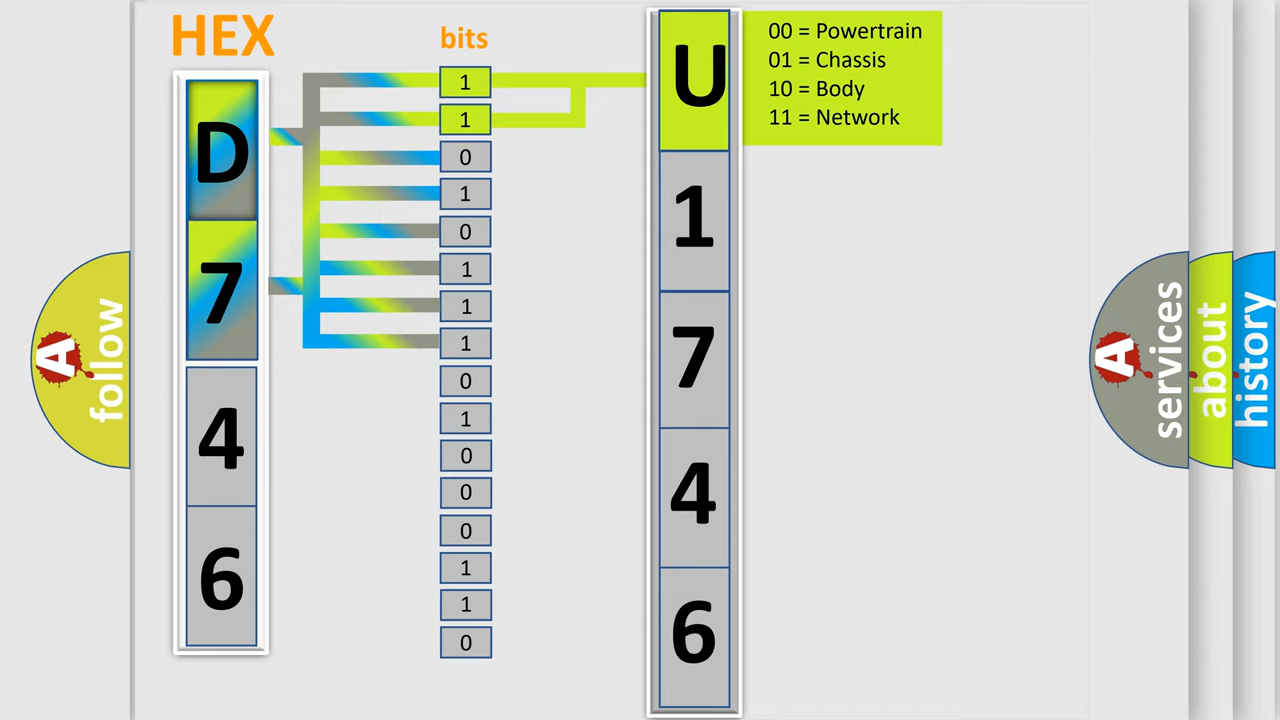 HEX
bits
D
7
4
6
1
1
0
1
0
1
1
1
0
1
0
0
0
1
1
0
U
1
7
4
6
00 = Powertrain
01 = Chassis
10 = Body
11 = Network
A
follow
A
services
about
history